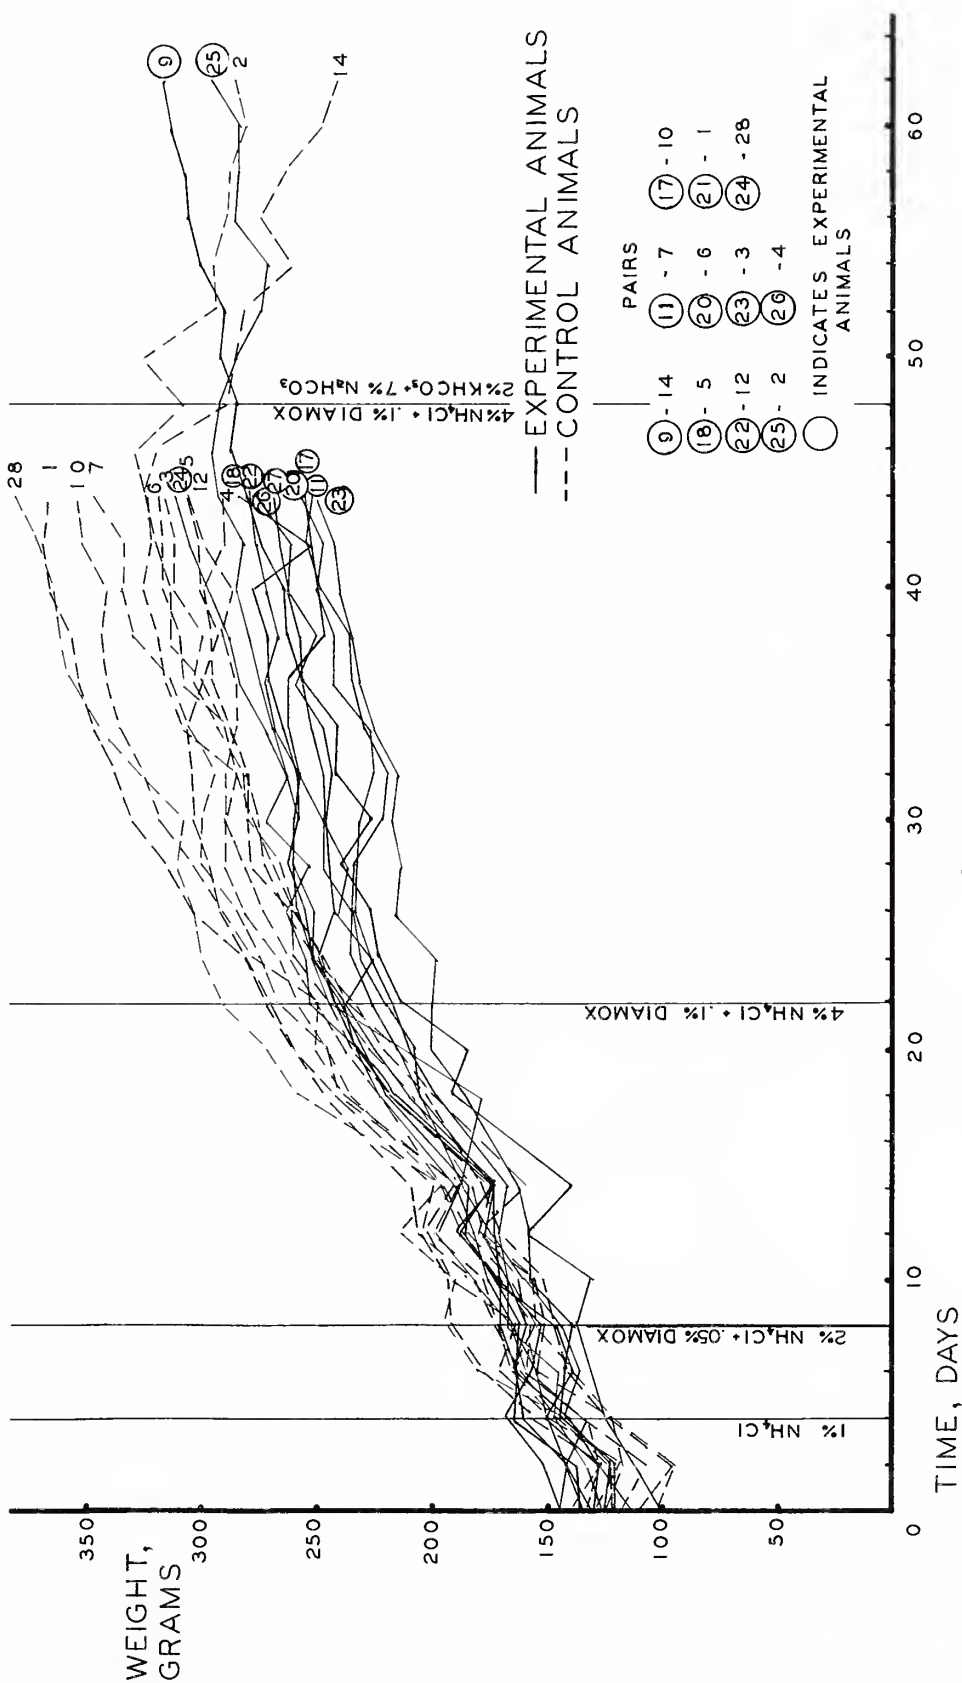 WEIGHT,
GRAMS
350
300
250
200
150
100
0
10
20
30
40
50
60
TIME, DAYS
1% NH₄Cl
2% NH₄Cl + .05% DIAMOX
4% NH₄Cl + .1% DIAMOX
4% NH₄Cl + .1% DIAMOX
2% KHCO₃ + 7% NaHCO₃
28
1
10
7
6
3
24
5
12
4
18
22
26
27
20
17
11
23
9
25
2
14
EXPERIMENTAL ANIMALS
CONTROL ANIMALS
PAIRS
9 - 14
11 - 7
17 - 10
18 - 5
20 - 6
21 - 1
22 - 12
23 - 3
24 - 28
25 - 2
26 - 4
INDICATES EXPERIMENTAL
ANIMALS